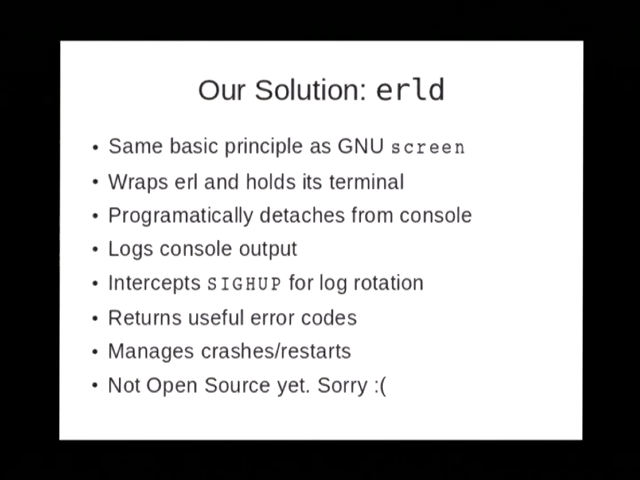 Our Solution: erld
• Same basic principle as GNU screen
• Wraps erl and holds its terminal
• Programatically detaches from console
• Logs console output
• Intercepts SIGHUP for log rotation
• Returns useful error codes
• Manages crashes/restarts
• Not Open Source yet. Sorry :(